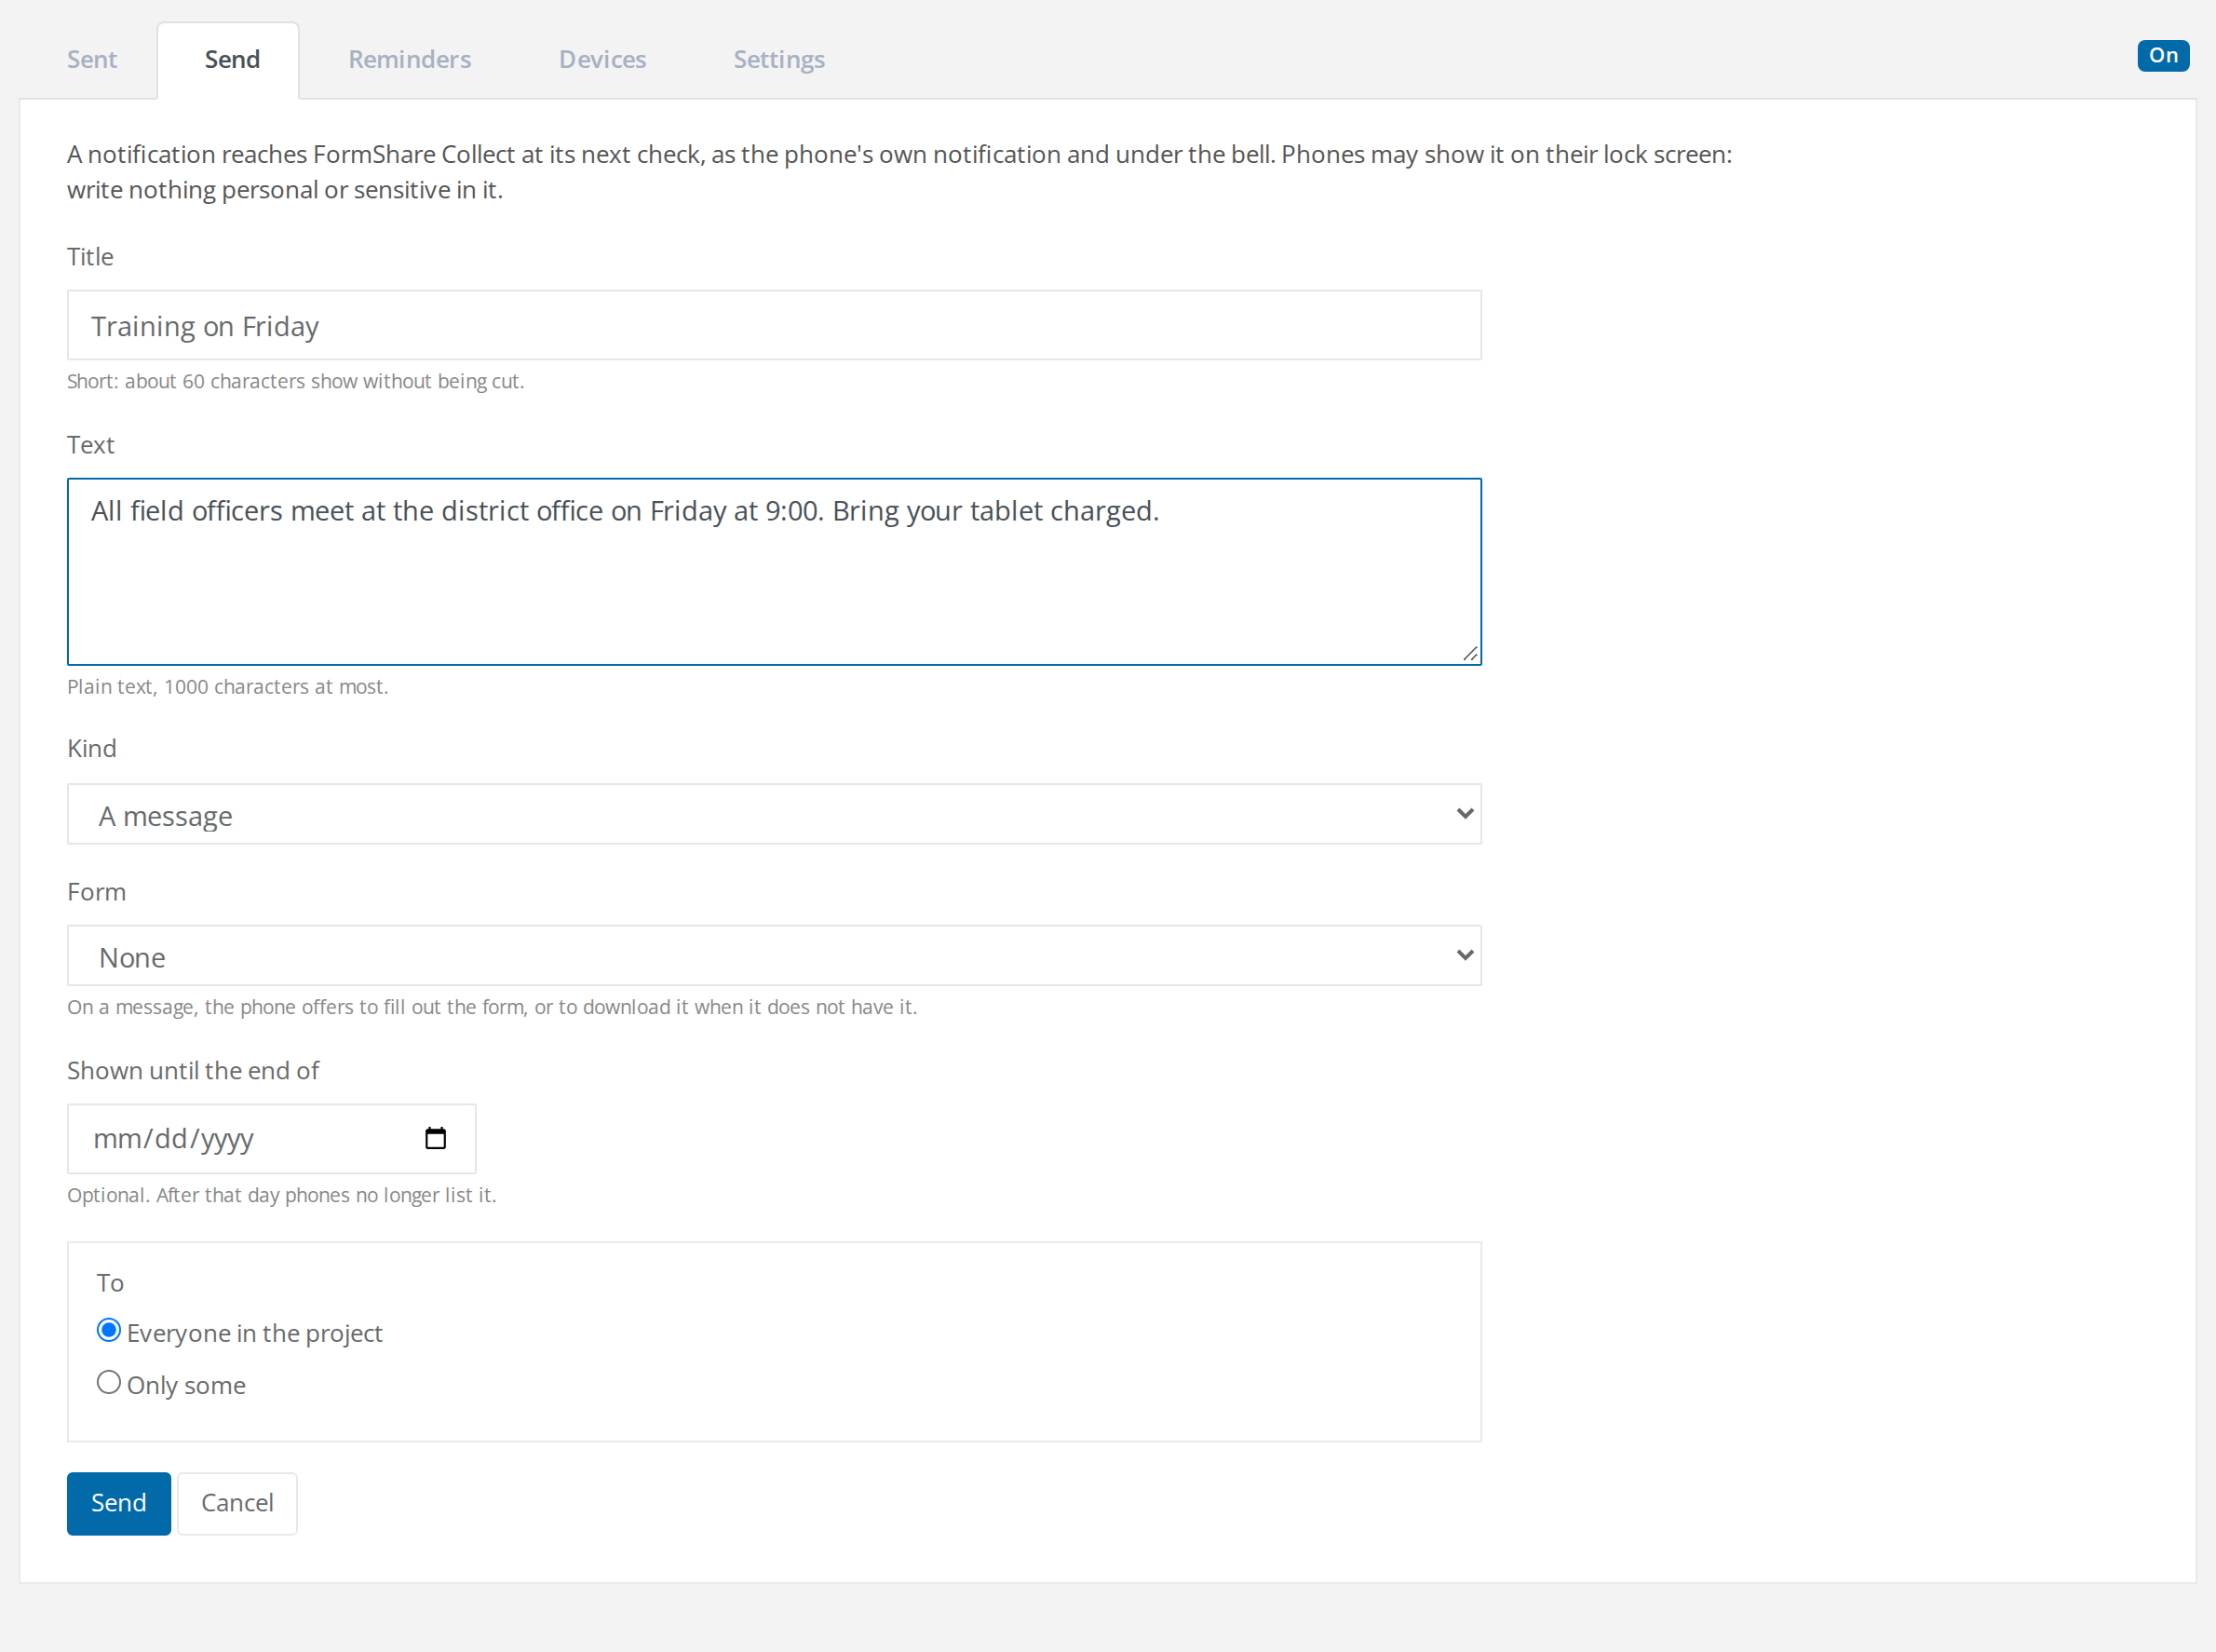 Sent Send Reminders Devices Settings On
A notification reaches FormShare Collect at its next check, as the phone's own notification and under the bell. Phones may show it on their lock screen:
write nothing personal or sensitive in it.
Title
Training on Friday
Short: about 60 characters show without being cut.
Text
All field officers meet at the district office on Friday at 9:00. Bring your tablet charged.
Plain text, 1000 characters at most.
Kind
A message
Form
None
On a message, the phone offers to fill out the form, or to download it when it does not have it.
Shown until the end of
mm/dd/yyyy
Optional. After that day phones no longer list it.
To
Everyone in the project
Only some
Send Cancel